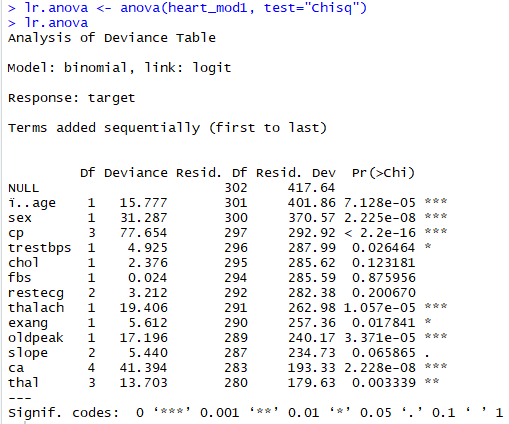 > lr.anova <- anova(heart_mod1, test="Chisq")
> lr.anova
Analysis of Deviance Table

Model: binomial, link: logit

Response: target

Terms added sequentially (first to last)


         Df Deviance Resid. Df Resid. Dev  Pr(>Chi)
NULL                       302     417.64
ï..age    1   15.777       301     401.86 7.128e-05 ***
sex       1   31.287       300     370.57 2.225e-08 ***
cp        3   77.654       297     292.92 < 2.2e-16 ***
trestbps  1    4.925       296     287.99  0.026464 *
chol      1    2.376       295     285.62  0.123181
fbs       1    0.024       294     285.59  0.875956
restecg   2    3.212       292     282.38  0.200670
thalach   1   19.406       291     262.98 1.057e-05 ***
exang     1    5.612       290     257.36  0.017841 *
oldpeak   1   17.196       289     240.17 3.371e-05 ***
slope     2    5.440       287     234.73  0.065865 .
ca        4   41.394       283     193.33 2.228e-08 ***
thal      3   13.703       280     179.63  0.003339 **
---
Signif. codes:  0 ‘***’ 0.001 ‘**’ 0.01 ‘*’ 0.05 ‘.’ 0.1 ‘ ’ 1